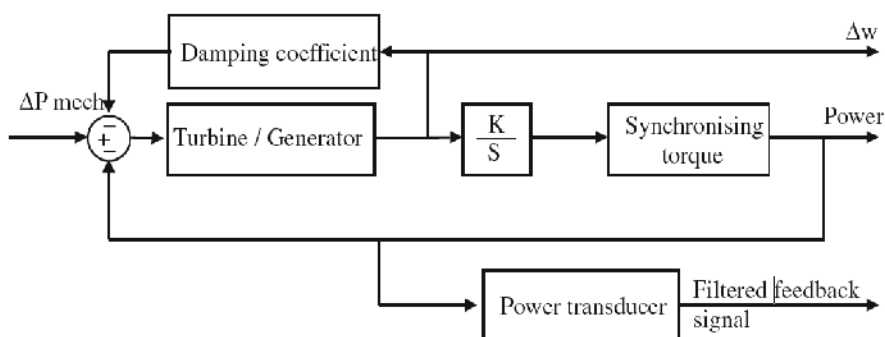 Δw
Damping coefficient
ΔP mech
Power
− + −
Turbine / Generator
K
S
Synchronising
torque
Power transducer
Filtered feedback
signal